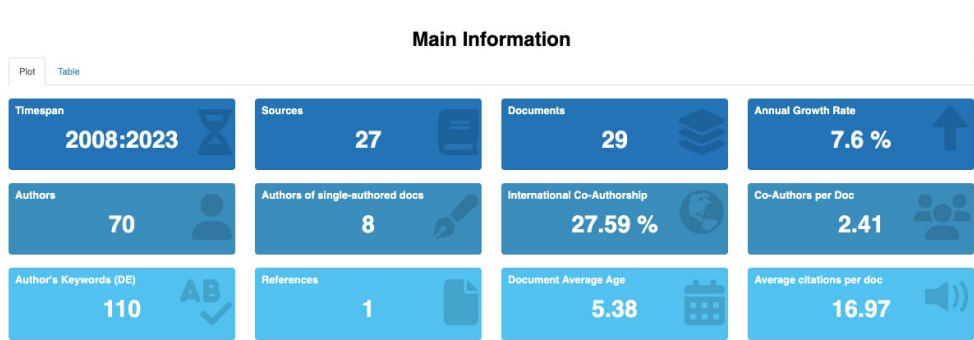 Main Information
Plot Table
Timespan Sources Documents Annual Growth Rate
2008:2023 27 29 7.6 %
Authors Authors of single-authored docs International Co-Authorship Co-Authors per Doc
70 8 27.59 % 2.41
Author's Keywords (DE) References Document Average Age Average citations per doc
AB
110 1 5.38 16.97